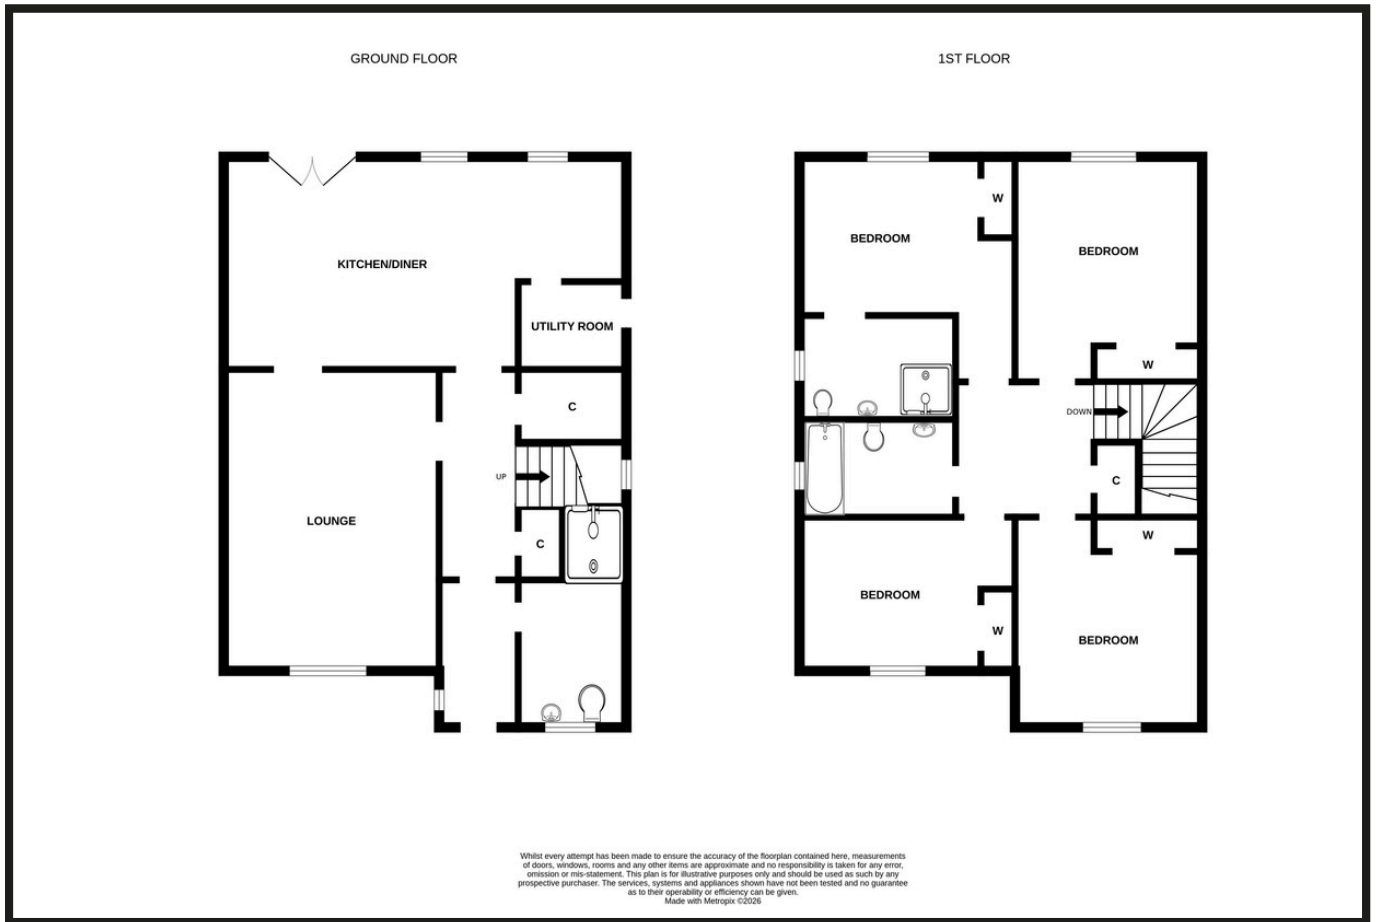 GROUND FLOOR
1ST FLOOR
KITCHEN/DINER
UTILITY ROOM
C
UP
LOUNGE
C
BEDROOM
W
BEDROOM
W
DOWN
C
W
BEDROOM
W
BEDROOM
Whilst every attempt has been made to ensure the accuracy of the floorplan contained here, measurements
of doors, windows, rooms and any other items are approximate and no responsibility is taken for any error,
omission or mis-statement. This plan is for illustrative purposes only and should be used as such by any
prospective purchaser. The services, systems and appliances shown have not been tested and no guarantee
as to their operability or efficiency can be given.
Made with Metropix ©2026